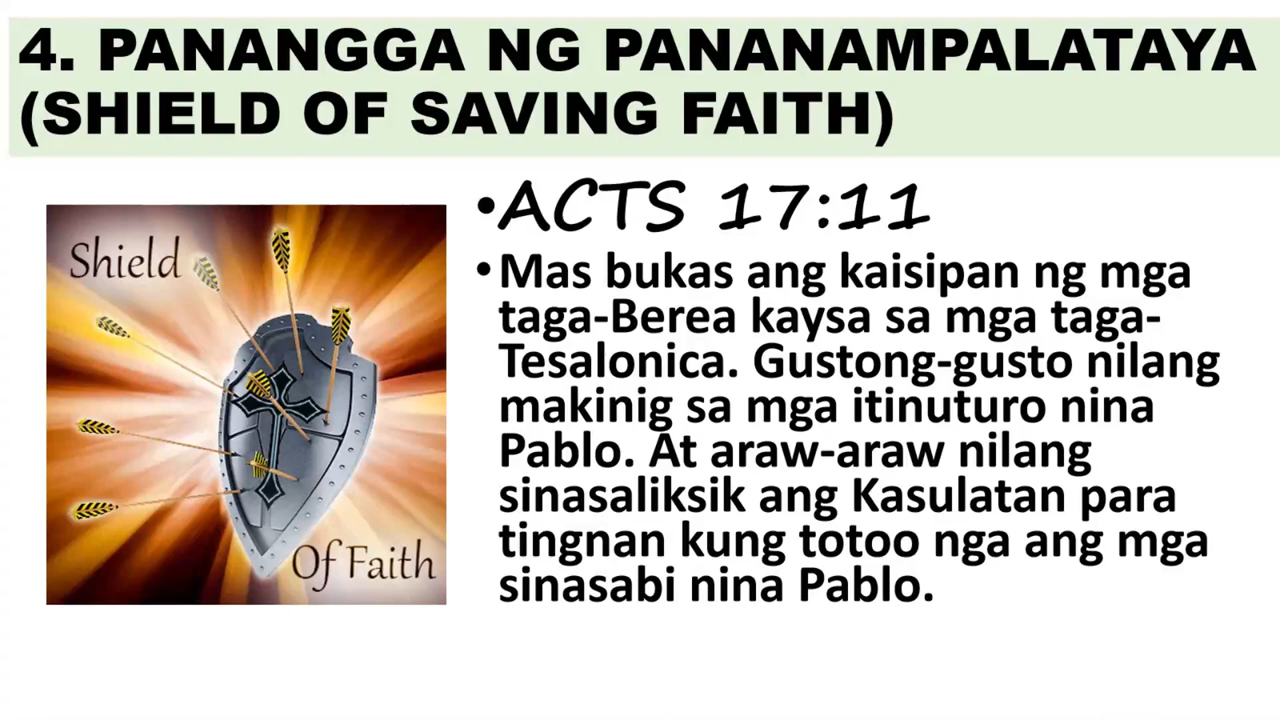 4. PANANGGA NG PANANAMPALATAYA
(SHIELD OF SAVING FAITH)
Shield
Of Faith
•ACTS 17:11
•Mas bukas ang kaisipan ng mga
taga-Berea kaysa sa mga taga-
Tesalonica. Gustong-gusto nilang
makinig sa mga itinuturo nina
Pablo. At araw-araw nilang
sinasaliksik ang Kasulatan para
tingnan kung totoo nga ang mga
sinasabi nina Pablo.